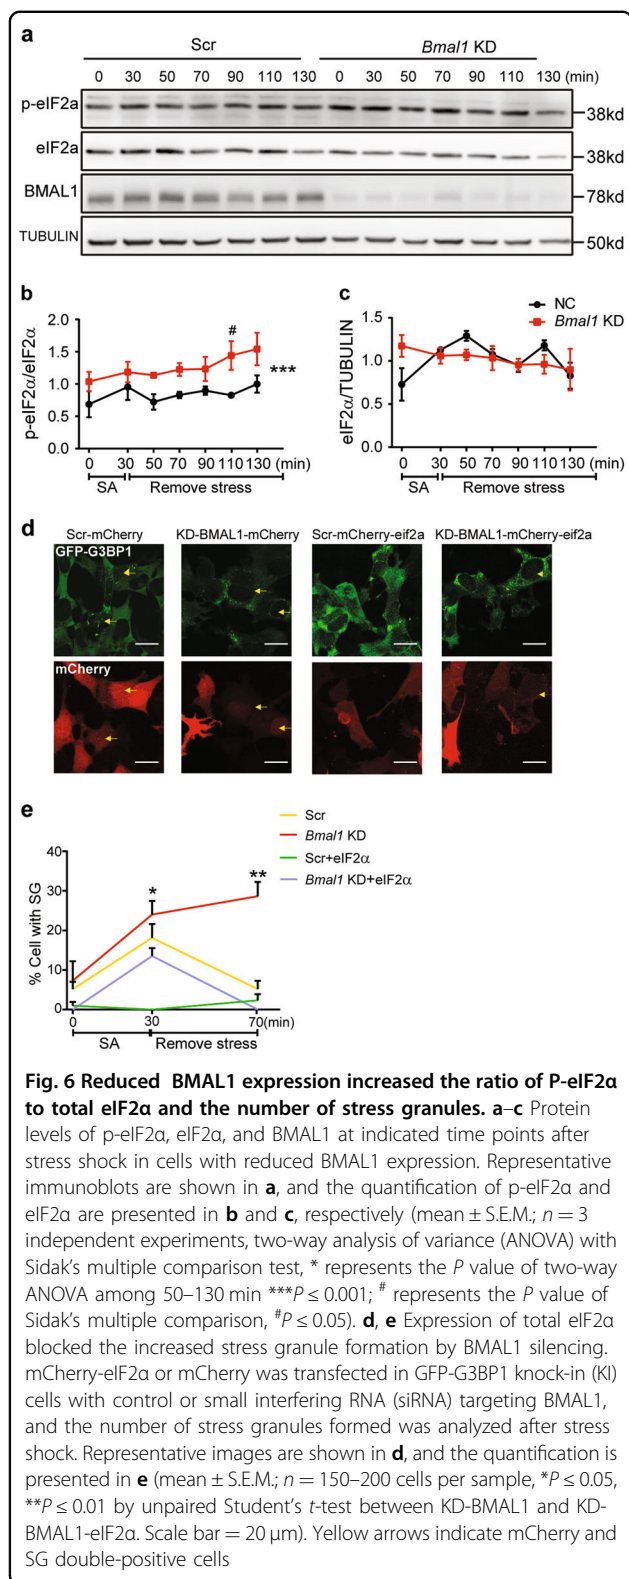 a
Scr Bmal1 KD
0 30 50 70 90 110 130 0 30 50 70 90 110 130 (min)
p-eIF2a
38kd
eIF2a
38kd
BMAL1
78kd
TUBULIN
50kd
b
p-eIF2α/eIF2α
2.0
1.5
1.0
0.5
0.0
#
***
0 30 50 70 90 110 130 (min)
SA Remove stress
c
NC
Bmal1 KD
eIF2α/TUBULIN
1.5
1.0
0.5
0.0
0 30 50 70 90 110 130 (min)
SA Remove stress
d
Scr-mCherry KD-BMAL1-mCherry Scr-mCherry-eif2a KD-BMAL1-mCherry-eif2a
GFP-G3BP1
mCherry
e
Scr
Bmal1 KD
Scr+eIF2α
Bmal1 KD+eIF2α
% Cell with SG
40
30
20
10
0
*
**
0 30 70(min)
SA Remove stress
Fig. 6 Reduced BMAL1 expression increased the ratio of P-eIF2α
to total eIF2α and the number of stress granules. a–c Protein
levels of p-eIF2α, eIF2α, and BMAL1 at indicated time points after
stress shock in cells with reduced BMAL1 expression. Representative
immunoblots are shown in a, and the quantification of p-eIF2α and
eIF2α are presented in b and c, respectively (mean ± S.E.M.; n = 3
independent experiments, two-way analysis of variance (ANOVA) with
Sidak’s multiple comparison test, * represents the P value of two-way
ANOVA among 50–130 min ***P ≤ 0.001; # represents the P value of
Sidak’s multiple comparison, #P ≤ 0.05). d, e Expression of total eIF2α
blocked the increased stress granule formation by BMAL1 silencing.
mCherry-eIF2α or mCherry was transfected in GFP-G3BP1 knock-in (KI)
cells with control or small interfering RNA (siRNA) targeting BMAL1,
and the number of stress granules formed was analyzed after stress
shock. Representative images are shown in d, and the quantification is
presented in e (mean ± S.E.M.; n = 150–200 cells per sample, *P ≤ 0.05,
**P ≤ 0.01 by unpaired Student’s t-test between KD-BMAL1 and KD-
BMAL1-eIF2α. Scale bar = 20 μm). Yellow arrows indicate mCherry and
SG double-positive cells